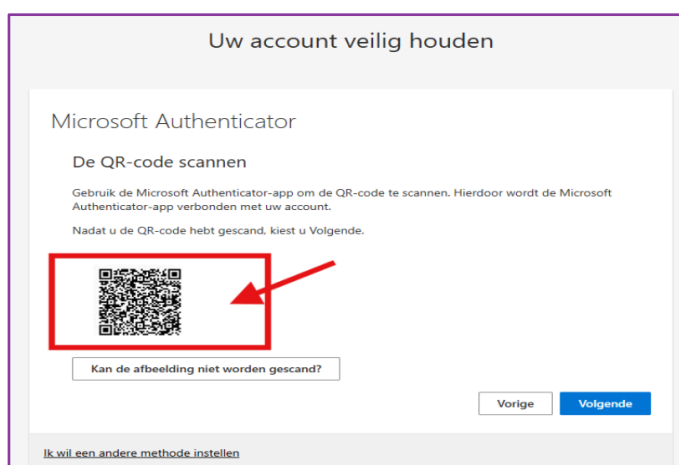 Uw account veilig houden
Microsoft Authenticator
De QR-code scannen
Gebruik de Microsoft Authenticator-app om de QR-code te scannen. Hierdoor wordt de Microsoft
Authenticator-app verbonden met uw account.
Nadat u de QR-code hebt gescand, kiest u Volgende.
Kan de afbeelding niet worden gescand?
Vorige
Volgende
Ik wil een andere methode instellen